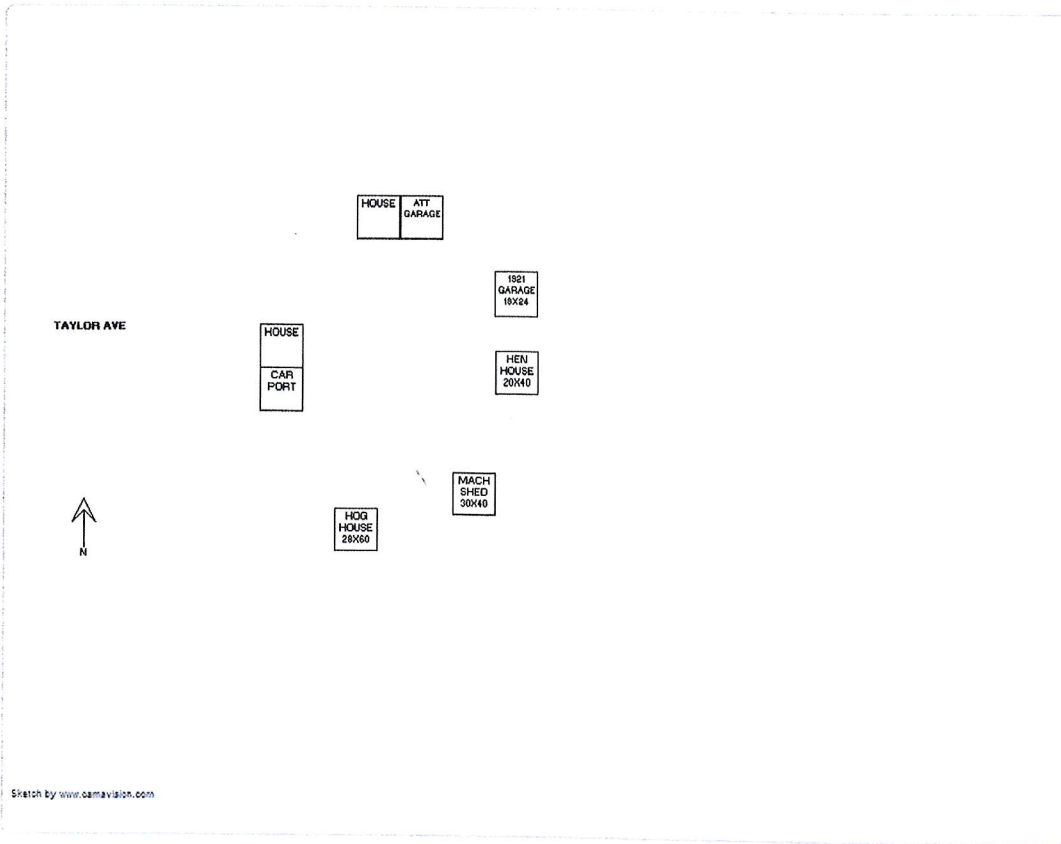 HOUSE
ATT
GARAGE
1921
GARAGE
18X24
TAYLOR AVE
HOUSE
CAR
PORT
HEN
HOUSE
20X40
MACH
SHED
30X40
HOG
HOUSE
28X60
N
Sketch by www.camavision.com